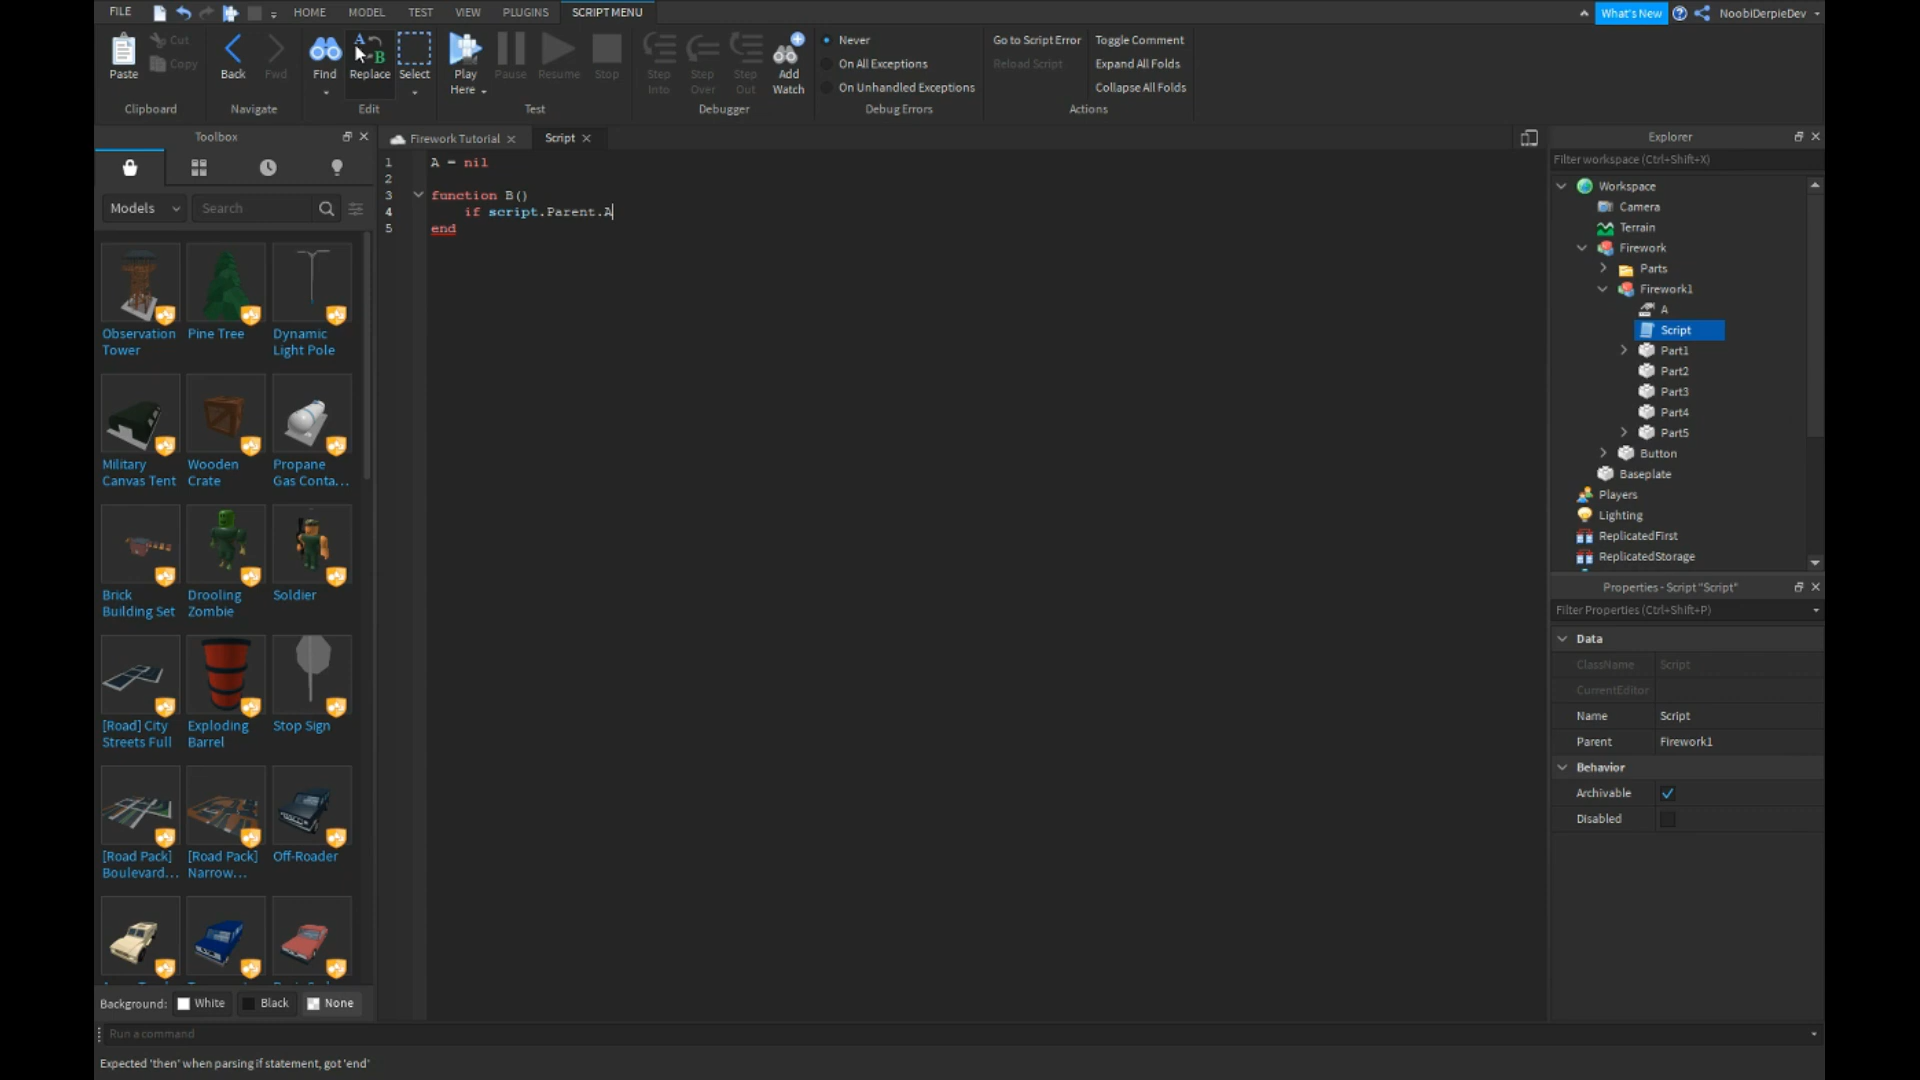 FILE
HOME
MODEL
TEST
VIEW
PLUGINS
SCRIPT MENU
What's New
NoobiDerpieDev
Paste
Cut
Copy
Clipboard
Back
Fwd
Navigate
Find
Replace
Select
Edit
Play
Here
Pause
Resume
Stop
Test
Step
Into
Step
Over
Step
Out
Add
Watch
Debugger
Never
On All Exceptions
On Unhandled Exceptions
Debug Errors
Go to Script Error
Reload Script
Toggle Comment
Expand All Folds
Collapse All Folds
Actions
Toolbox
Models
Search
Observation
Tower
Pine Tree
Dynamic
Light Pole
Military
Canvas Tent
Wooden
Crate
Propane
Gas Conta...
Brick
Building Set
Drooling
Zombie
Soldier
[Road] City
Streets Full
Exploding
Barrel
Stop Sign
[Road Pack]
Boulevard...
[Road Pack]
Narrow...
Off-Roader
Background:
White
Black
None
Firework Tutorial
Script
1 A = nil
2
3 function B()
4 if script.Parent.A
5 end
Explorer
Filter workspace (Ctrl+Shift+X)
Workspace
Camera
Terrain
Firework
Parts
Firework1
A
Script
Part1
Part2
Part3
Part4
Part5
Button
Baseplate
Players
Lighting
ReplicatedFirst
ReplicatedStorage
Properties - Script "Script"
Filter Properties (Ctrl+Shift+P)
Data
ClassName Script
CurrentEditor
Name Script
Parent Firework1
Behavior
Archivable
Disabled
Run a command
Expected 'then' when parsing if statement, got 'end'